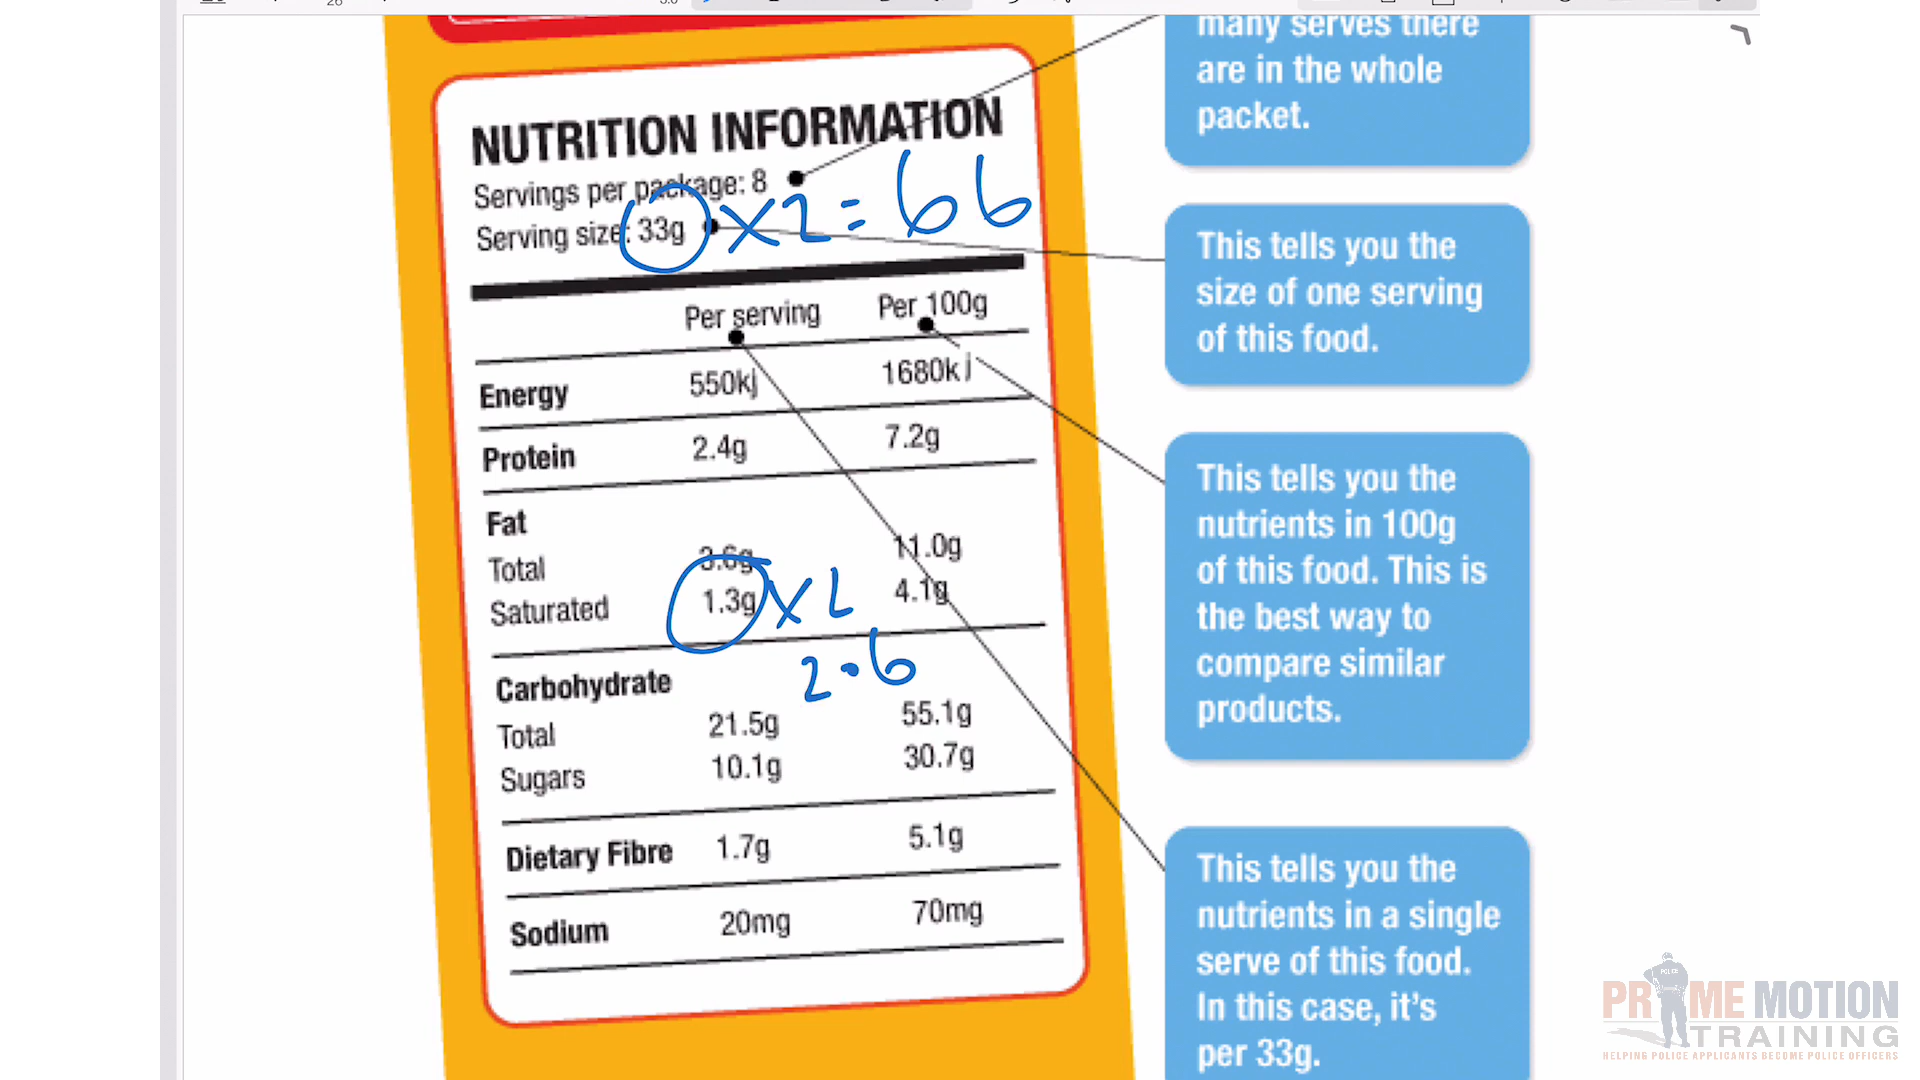 many serves there
are in the whole
packet.
NUTRITION INFORMATION
Servings per package: 8
Serving size: 33g x2 = 66
This tells you the
size of one serving
of this food.
Per serving Per 100g
Energy 550kj 1680kj
Protein 2.4g 7.2g
Fat
Total 3.6g 11.0g
Saturated 1.3g x2 4.1g
2.6
Carbohydrate
Total 21.5g 55.1g
Sugars 10.1g 30.7g
Dietary Fibre 1.7g 5.1g
Sodium 20mg 70mg
This tells you the
nutrients in 100g
of this food. This is
the best way to
compare similar
products.
This tells you the
nutrients in a single
serve of this food.
In this case, it's
per 33g.
PRIME MOTION
TRAINING
HELPING POLICE APPLICANTS BECOME POLICE OFFICERS